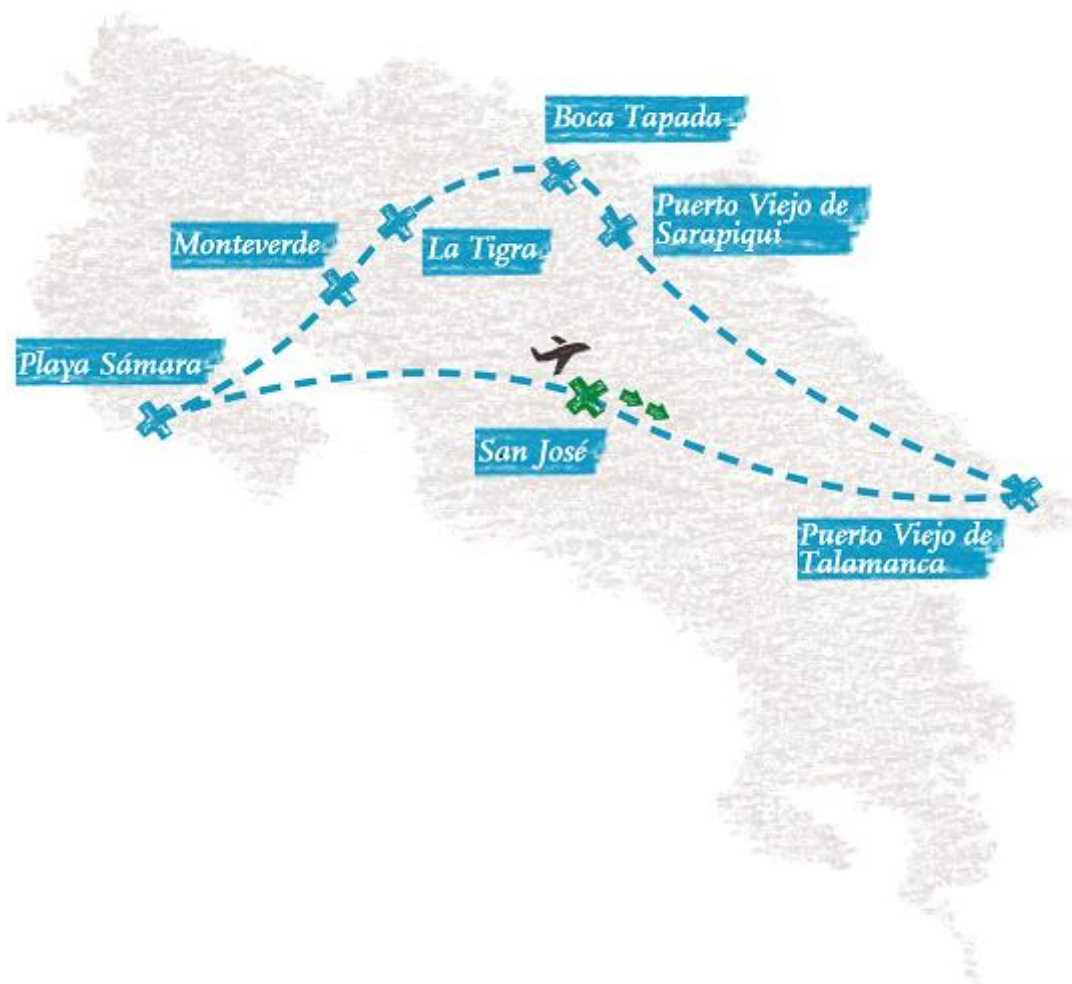 Boca Tapada
Puerto Viejo de
Sarapiqui
Monteverde
La Tigra
Playa Sámara
San José
Puerto Viejo de
Talamanca